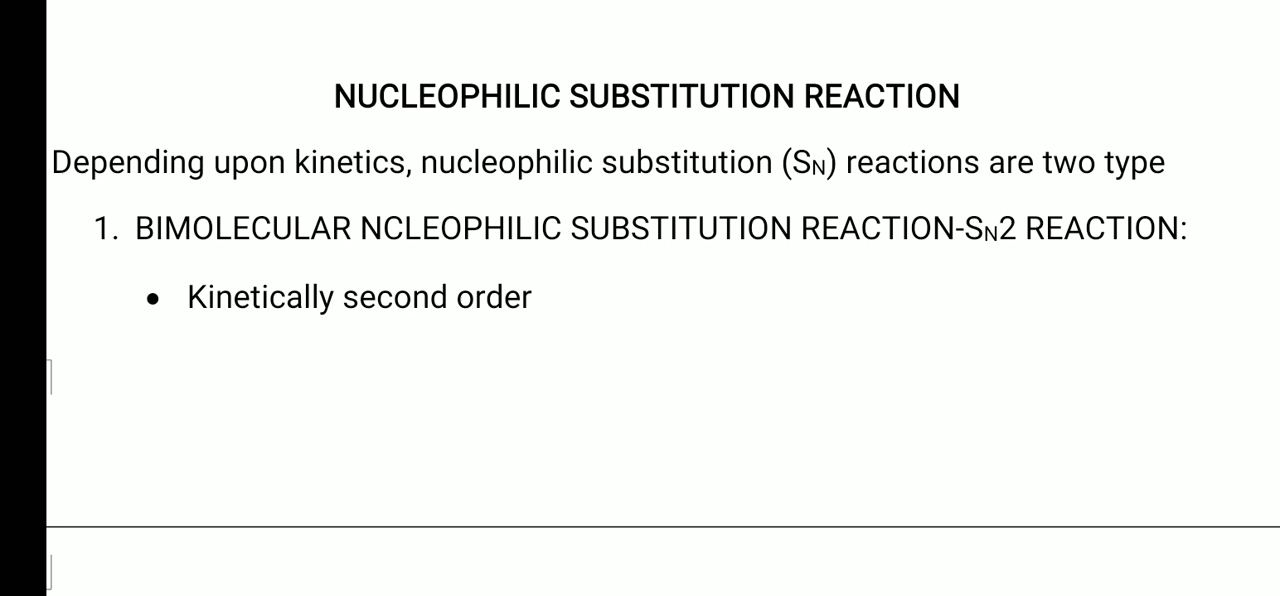 NUCLEOPHILIC SUBSTITUTION REACTION
Depending upon kinetics, nucleophilic substitution (SN) reactions are two type
1. BIMOLECULAR NCLEOPHILIC SUBSTITUTION REACTION-SN2 REACTION:
• Kinetically second order